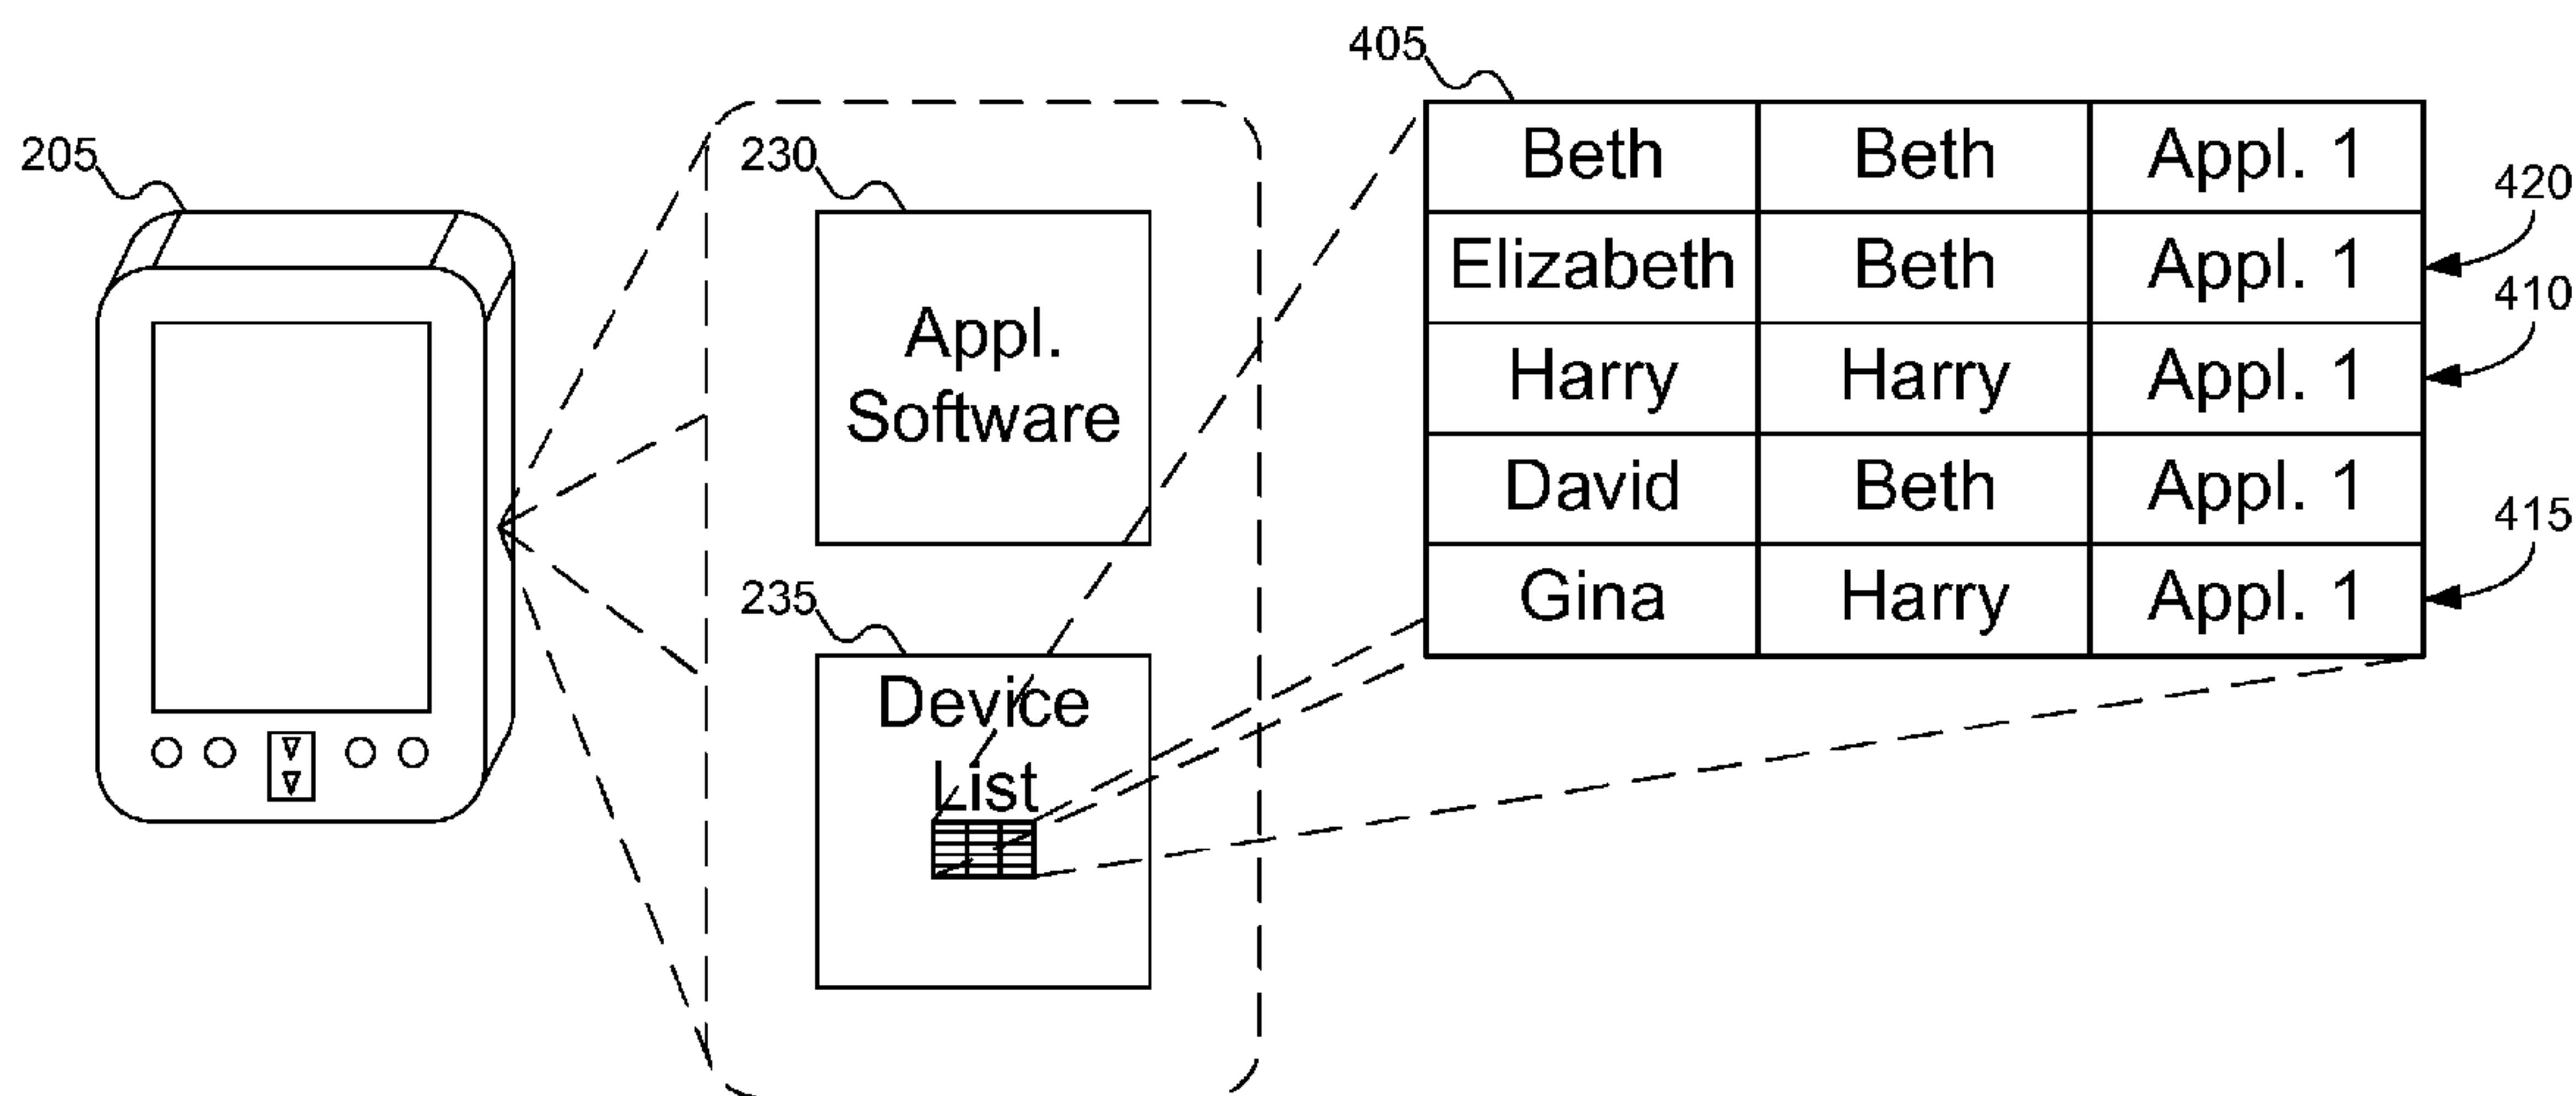 205
230
Appl.
Software
235
Device
List
405
Beth Beth Appl. 1
420
Elizabeth Beth Appl. 1
410
Harry Harry Appl. 1
David Beth Appl. 1
415
Gina Harry Appl. 1